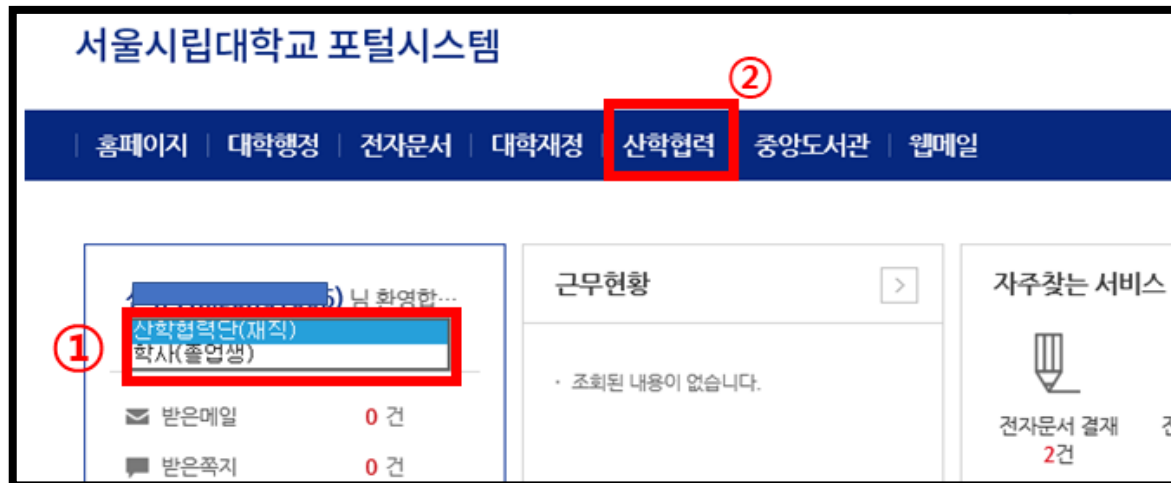 서울시립대학교 포털시스템
②
홈페이지 대학행정 전자문서 대학재정 산학협력 중앙도서관 웹메일
님 환영합…
①
산학협력단(재직)
학사(졸업생)
받은메일 0 건
받은쪽지 0 건
근무현황 >
· 조회된 내용이 없습니다.
자주찾는 서비스
전자문서 결재
2건